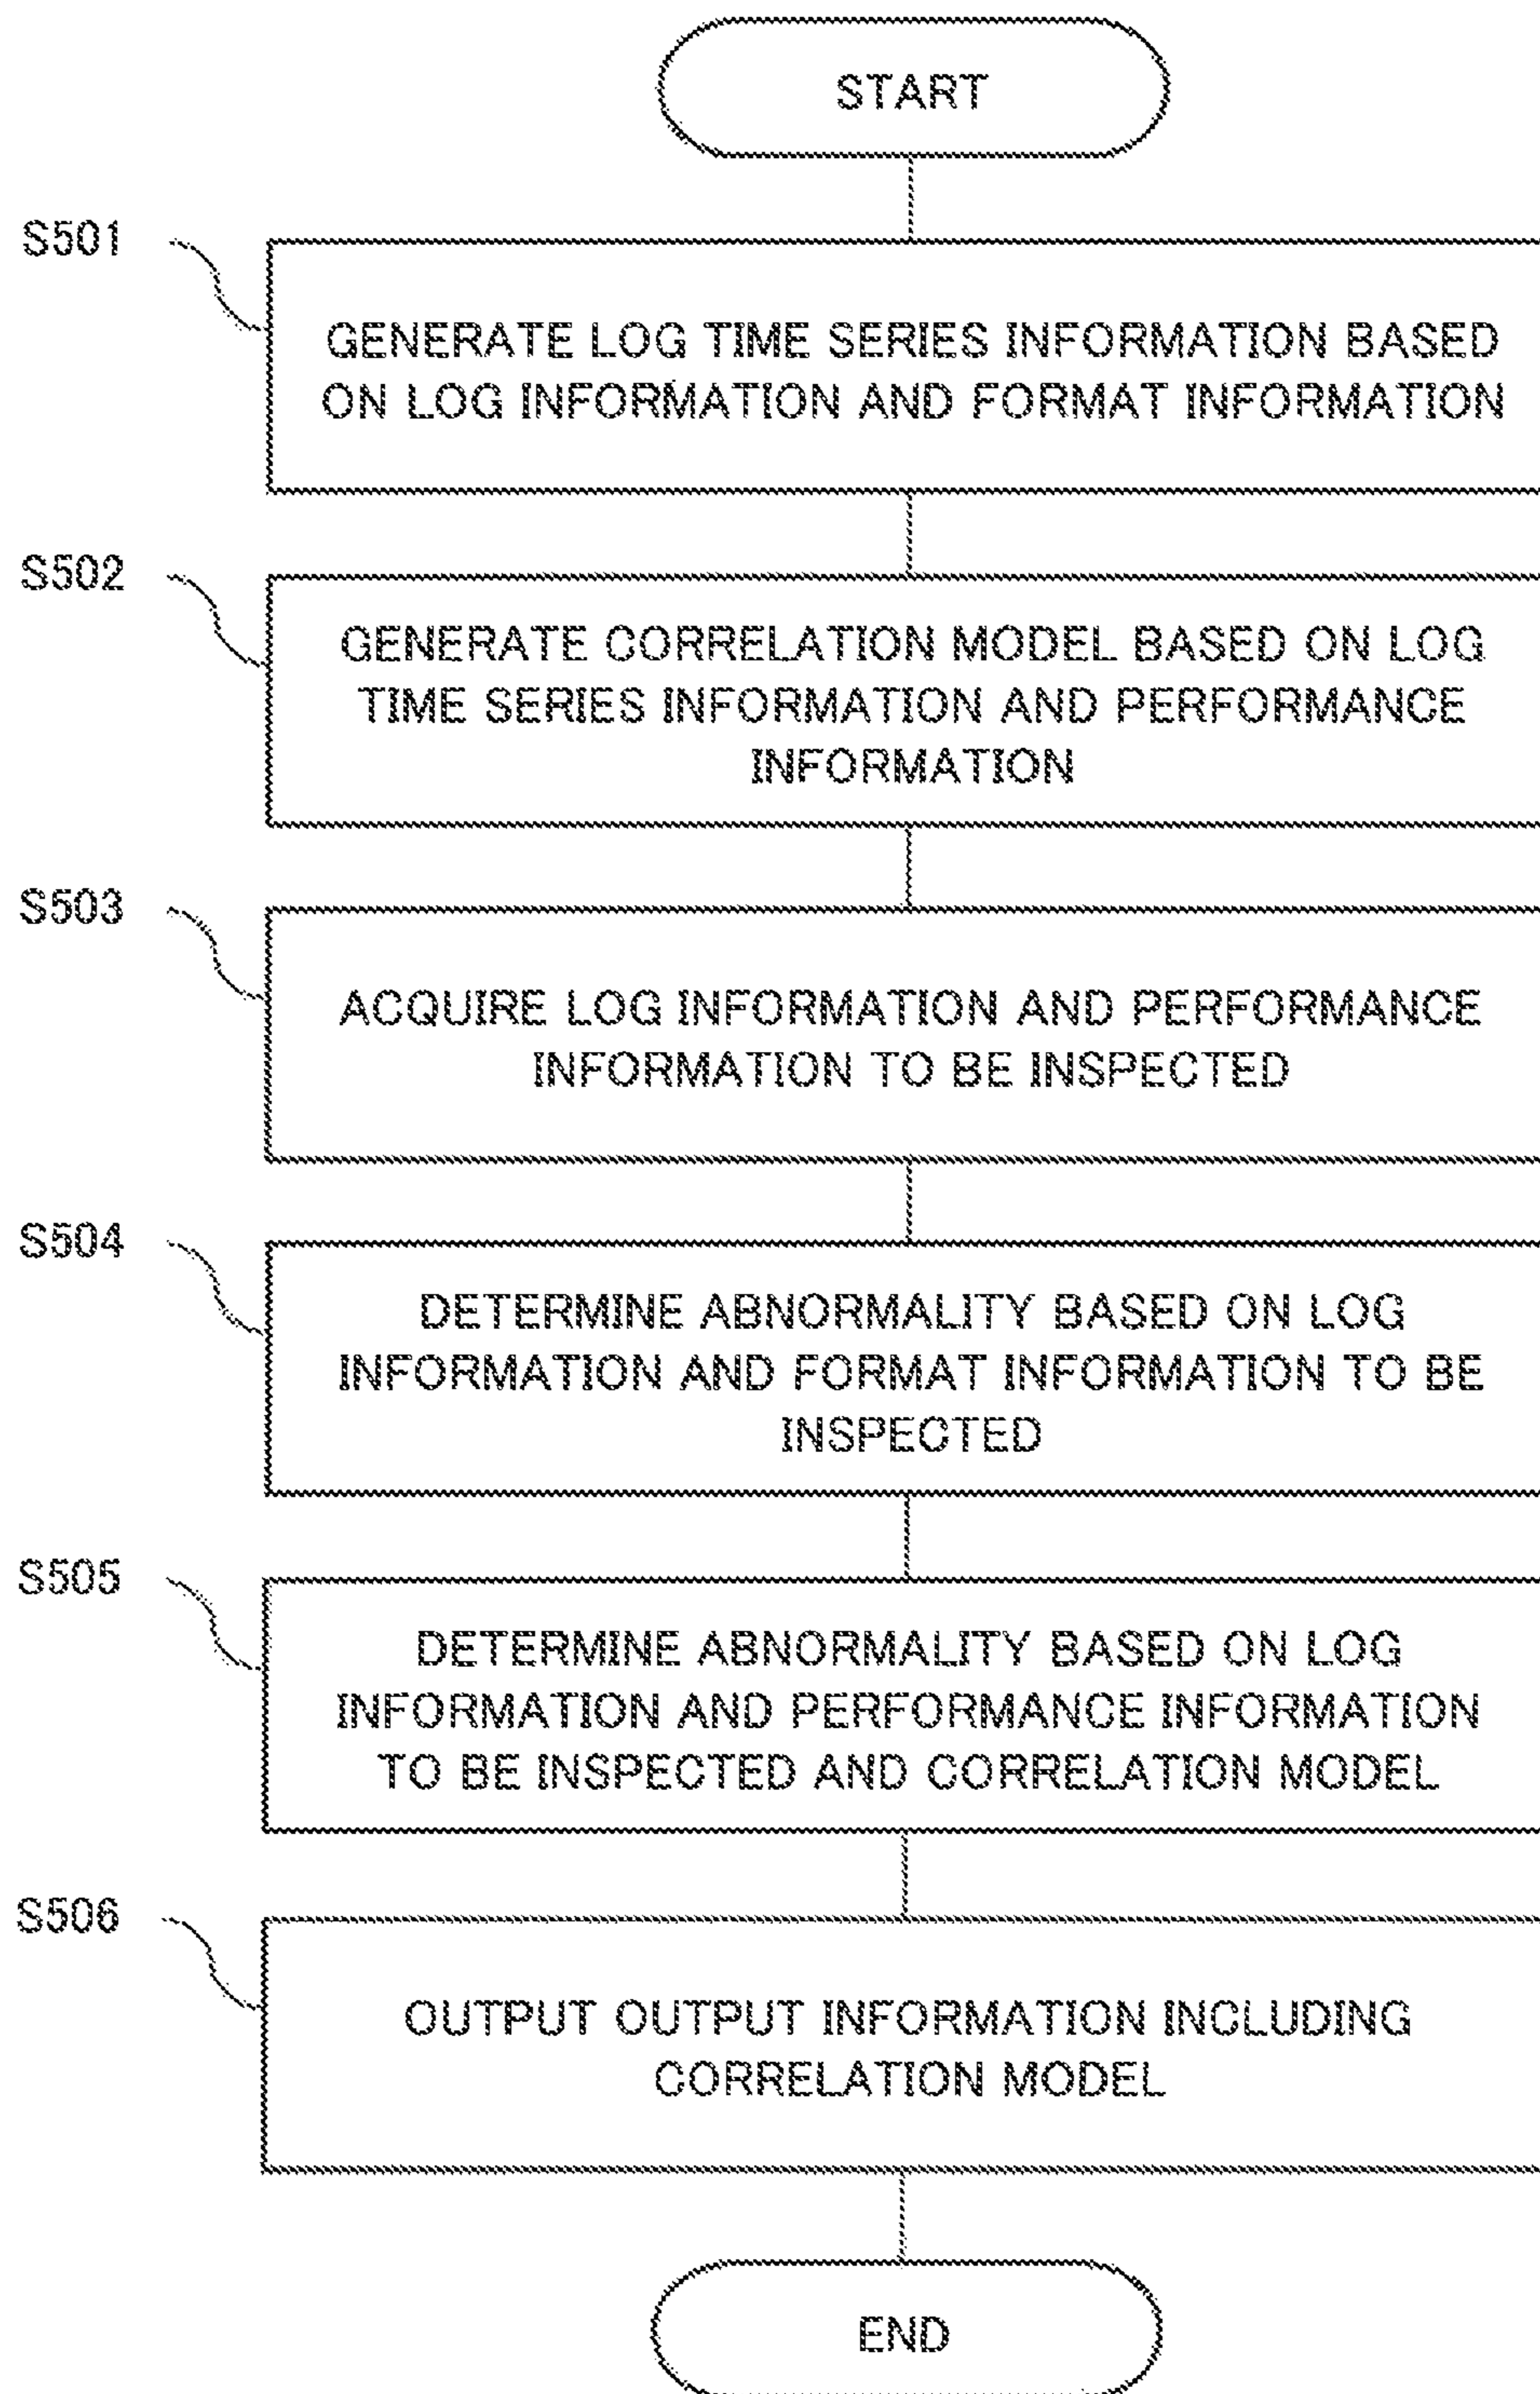 START
S501
GENERATE LOG TIME SERIES INFORMATION BASED
ON LOG INFORMATION AND FORMAT INFORMATION
S502
GENERATE CORRELATION MODEL BASED ON LOG
TIME SERIES INFORMATION AND PERFORMANCE
INFORMATION
S503
ACQUIRE LOG INFORMATION AND PERFORMANCE
INFORMATION TO BE INSPECTED
S504
DETERMINE ABNORMALITY BASED ON LOG
INFORMATION AND FORMAT INFORMATION TO BE
INSPECTED
S505
DETERMINE ABNORMALITY BASED ON LOG
INFORMATION AND PERFORMANCE INFORMATION
TO BE INSPECTED AND CORRELATION MODEL
S506
OUTPUT OUTPUT INFORMATION INCLUDING
CORRELATION MODEL
END